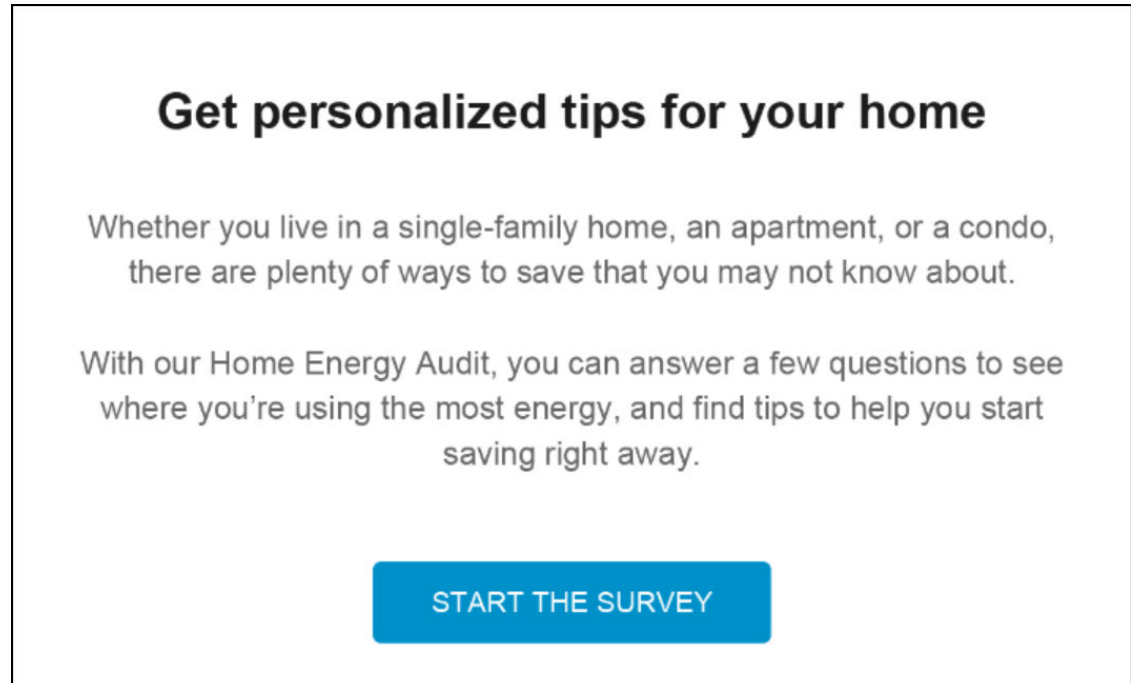 Get personalized tips for your home
Whether you live in a single-family home, an apartment, or a condo,
there are plenty of ways to save that you may not know about.
With our Home Energy Audit, you can answer a few questions to see
where you’re using the most energy, and find tips to help you start
saving right away.
START THE SURVEY